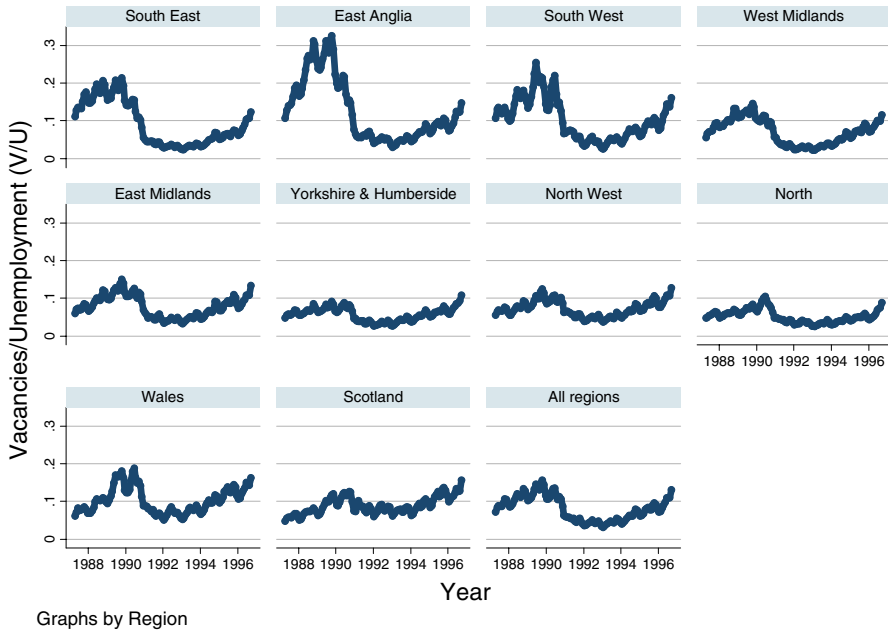 South East East Anglia South West West Midlands
.3
.2
.1
0
East Midlands Yorkshire & Humberside North West North
.3
.2
.1
0
1988 1990 1992 1994 1996
Wales Scotland All regions
.3
.2
.1
0
1988 1990 1992 1994 1996 1988 1990 1992 1994 1996 1988 1990 1992 1994 1996
Vacancies/Unemployment (V/U)
Year
Graphs by Region